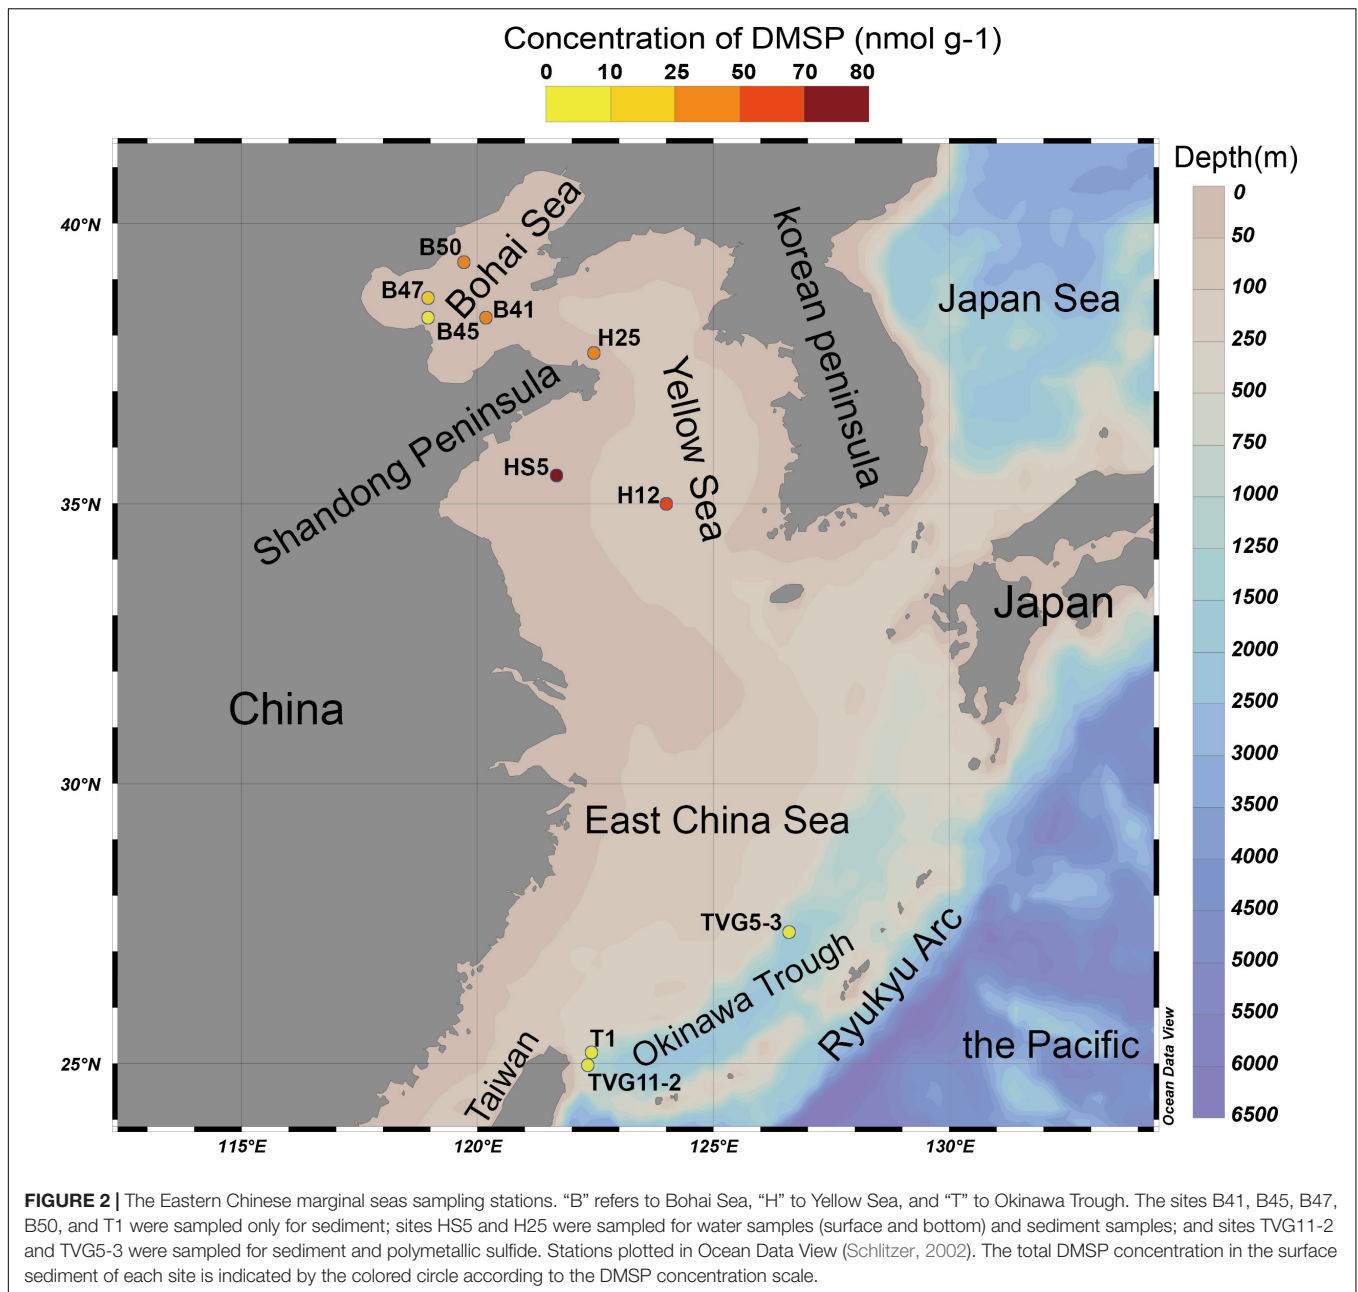 Concentration of DMSP (nmol g-1)
0 10 25 50 70 80
Depth(m)
0
50
100
250
500
750
1000
1250
1500
2000
2500
3000
3500
4000
4500
5000
5500
6000
6500
40°N
35°N
30°N
25°N
115°E 120°E 125°E 130°E
Bohai Sea
B50
B47
B45
B41
H25
HS5
H12
Shandong Peninsula
Yellow Sea
korean peninsula
Japan Sea
Japan
China
East China Sea
TVG5-3
Okinawa Trough
Ryukyu Arc
T1
TVG11-2
Taiwan
the Pacific
Ocean Data View
FIGURE 2 | The Eastern Chinese marginal seas sampling stations. “B” refers to Bohai Sea, “H” to Yellow Sea, and “T” to Okinawa Trough. The sites B41, B45, B47,
B50, and T1 were sampled only for sediment; sites HS5 and H25 were sampled for water samples (surface and bottom) and sediment samples; and sites TVG11-2
and TVG5-3 were sampled for sediment and polymetallic sulfide. Stations plotted in Ocean Data View (Schlitzer, 2002). The total DMSP concentration in the surface
sediment of each site is indicated by the colored circle according to the DMSP concentration scale.